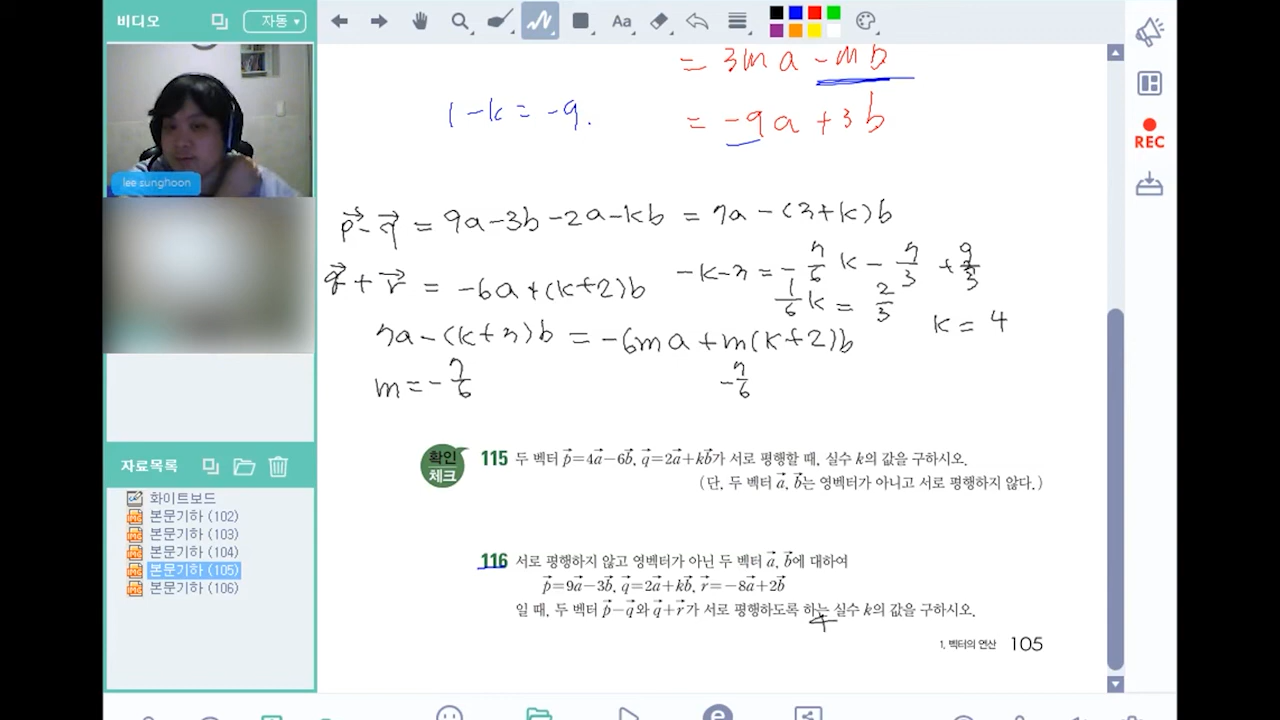 비디오
자동
Aa
REC
lee sunghoon
= 3ma - mb
1 - k = -9.
= -9a + 3b
p - q = 9a - 3b - 2a - kb = 7a - (3+k)b
q + r = -6a + (k+2)b
-k-3 = -7/6 k - 7/3 + 9/3
1/6 k = 2/3
k = 4
7a - (k+3)b = -6ma + m(k+2)b
m = -7/6
-7/6
확인 체크
115 두 벡터 p=4a-6b, q=2a+kb가 서로 평행할 때, 실수 k의 값을 구하시오.
(단, 두 벡터 a, b는 영벡터가 아니고 서로 평행하지 않다.)
116 서로 평행하지 않고 영벡터가 아닌 두 벡터 a, b에 대하여
p=9a-3b, q=2a+kb, r=-8a+2b
일 때, 두 벡터 p-q와 q+r가 서로 평행하도록 하는 실수 k의 값을 구하시오.
4
1. 벡터의 연산 105
자료목록
화이트보드
본문기하 (102)
본문기하 (103)
본문기하 (104)
본문기하 (105)
본문기하 (106)